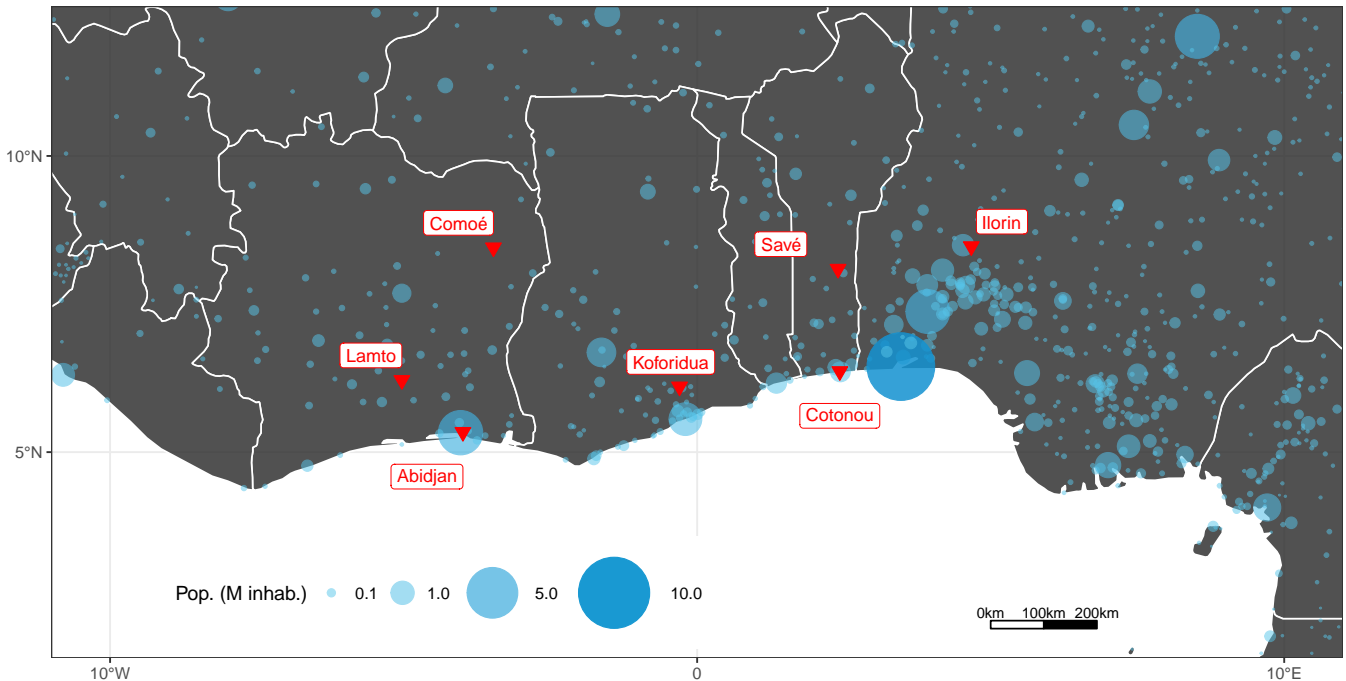 10°N
Comoé
Ilorin
Savé
Lamto
Koforidua
Cotonou
5°N
Abidjan
Pop. (M inhab.) 0.1 1.0 5.0 10.0
0km 100km 200km
10°W 0 10°E